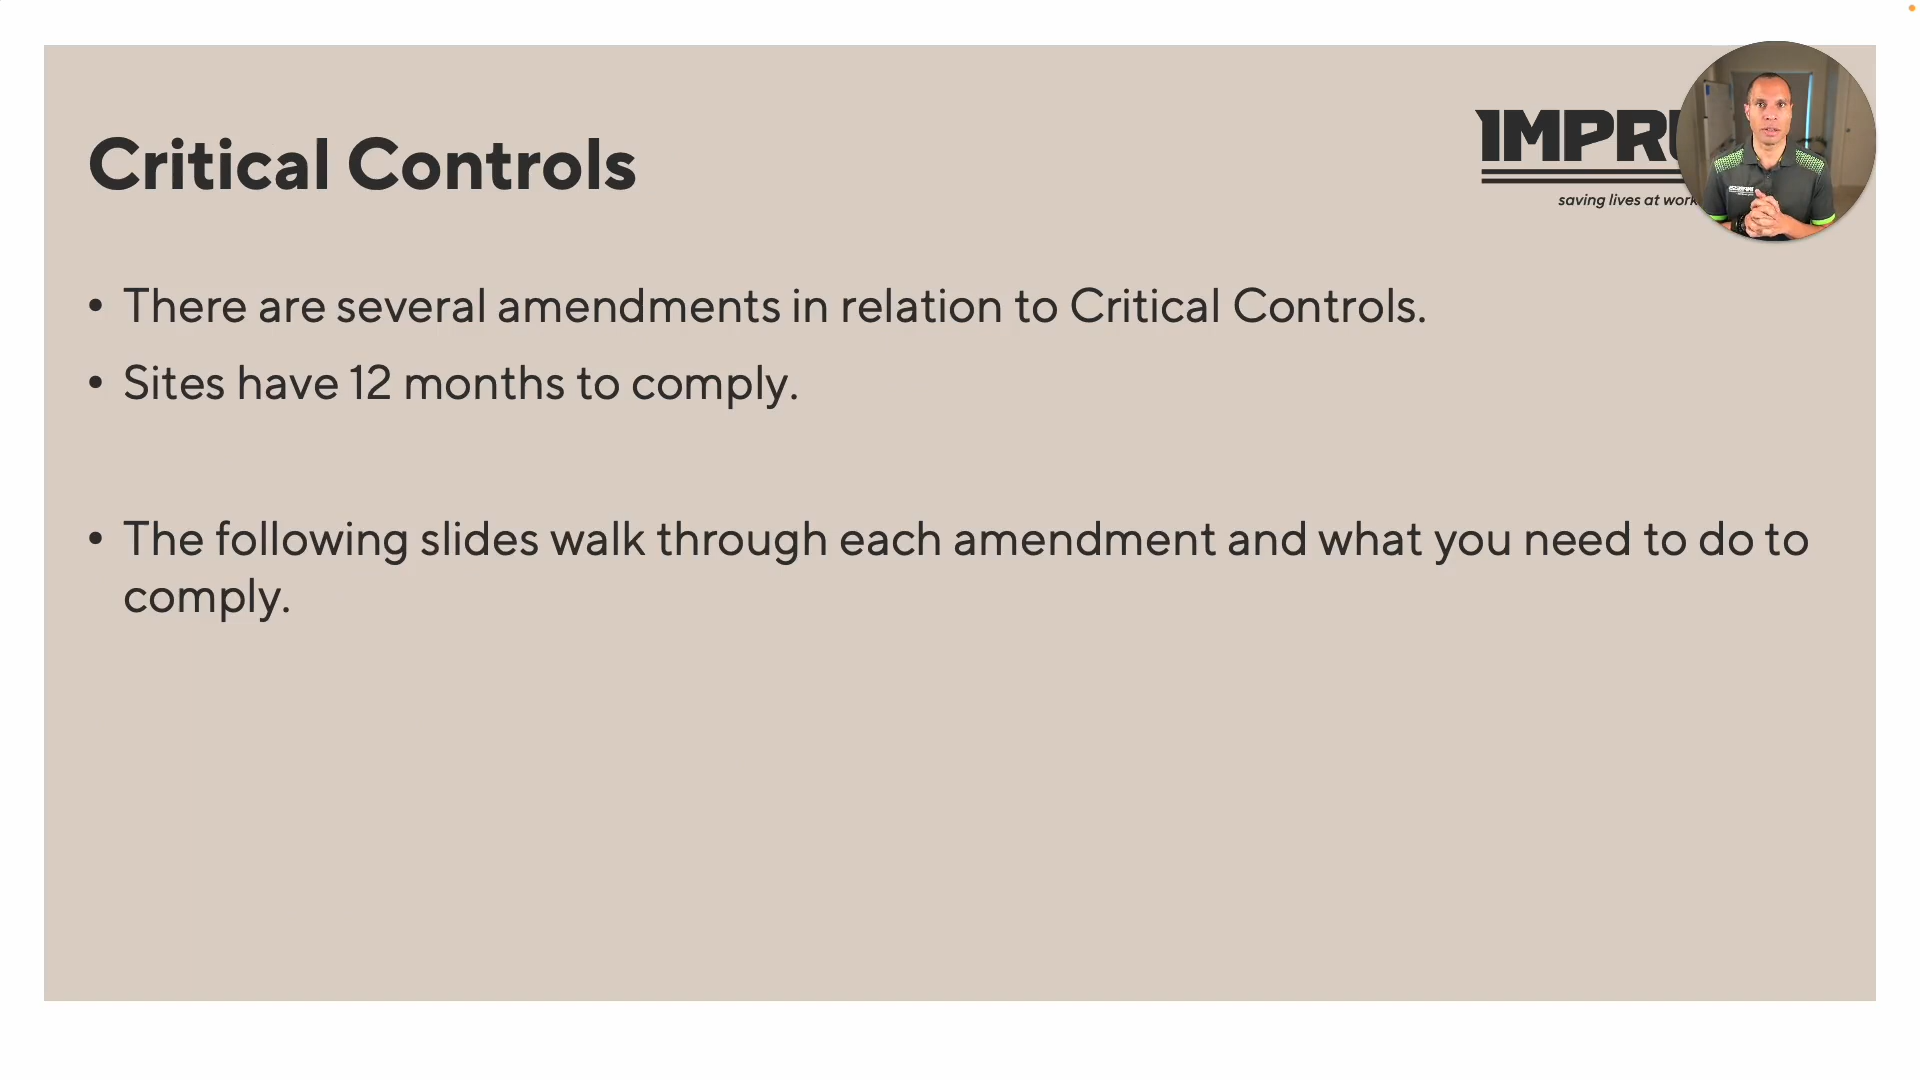 Critical Controls
saving lives at work
• There are several amendments in relation to Critical Controls.
• Sites have 12 months to comply.
• The following slides walk through each amendment and what you need to do to
comply.